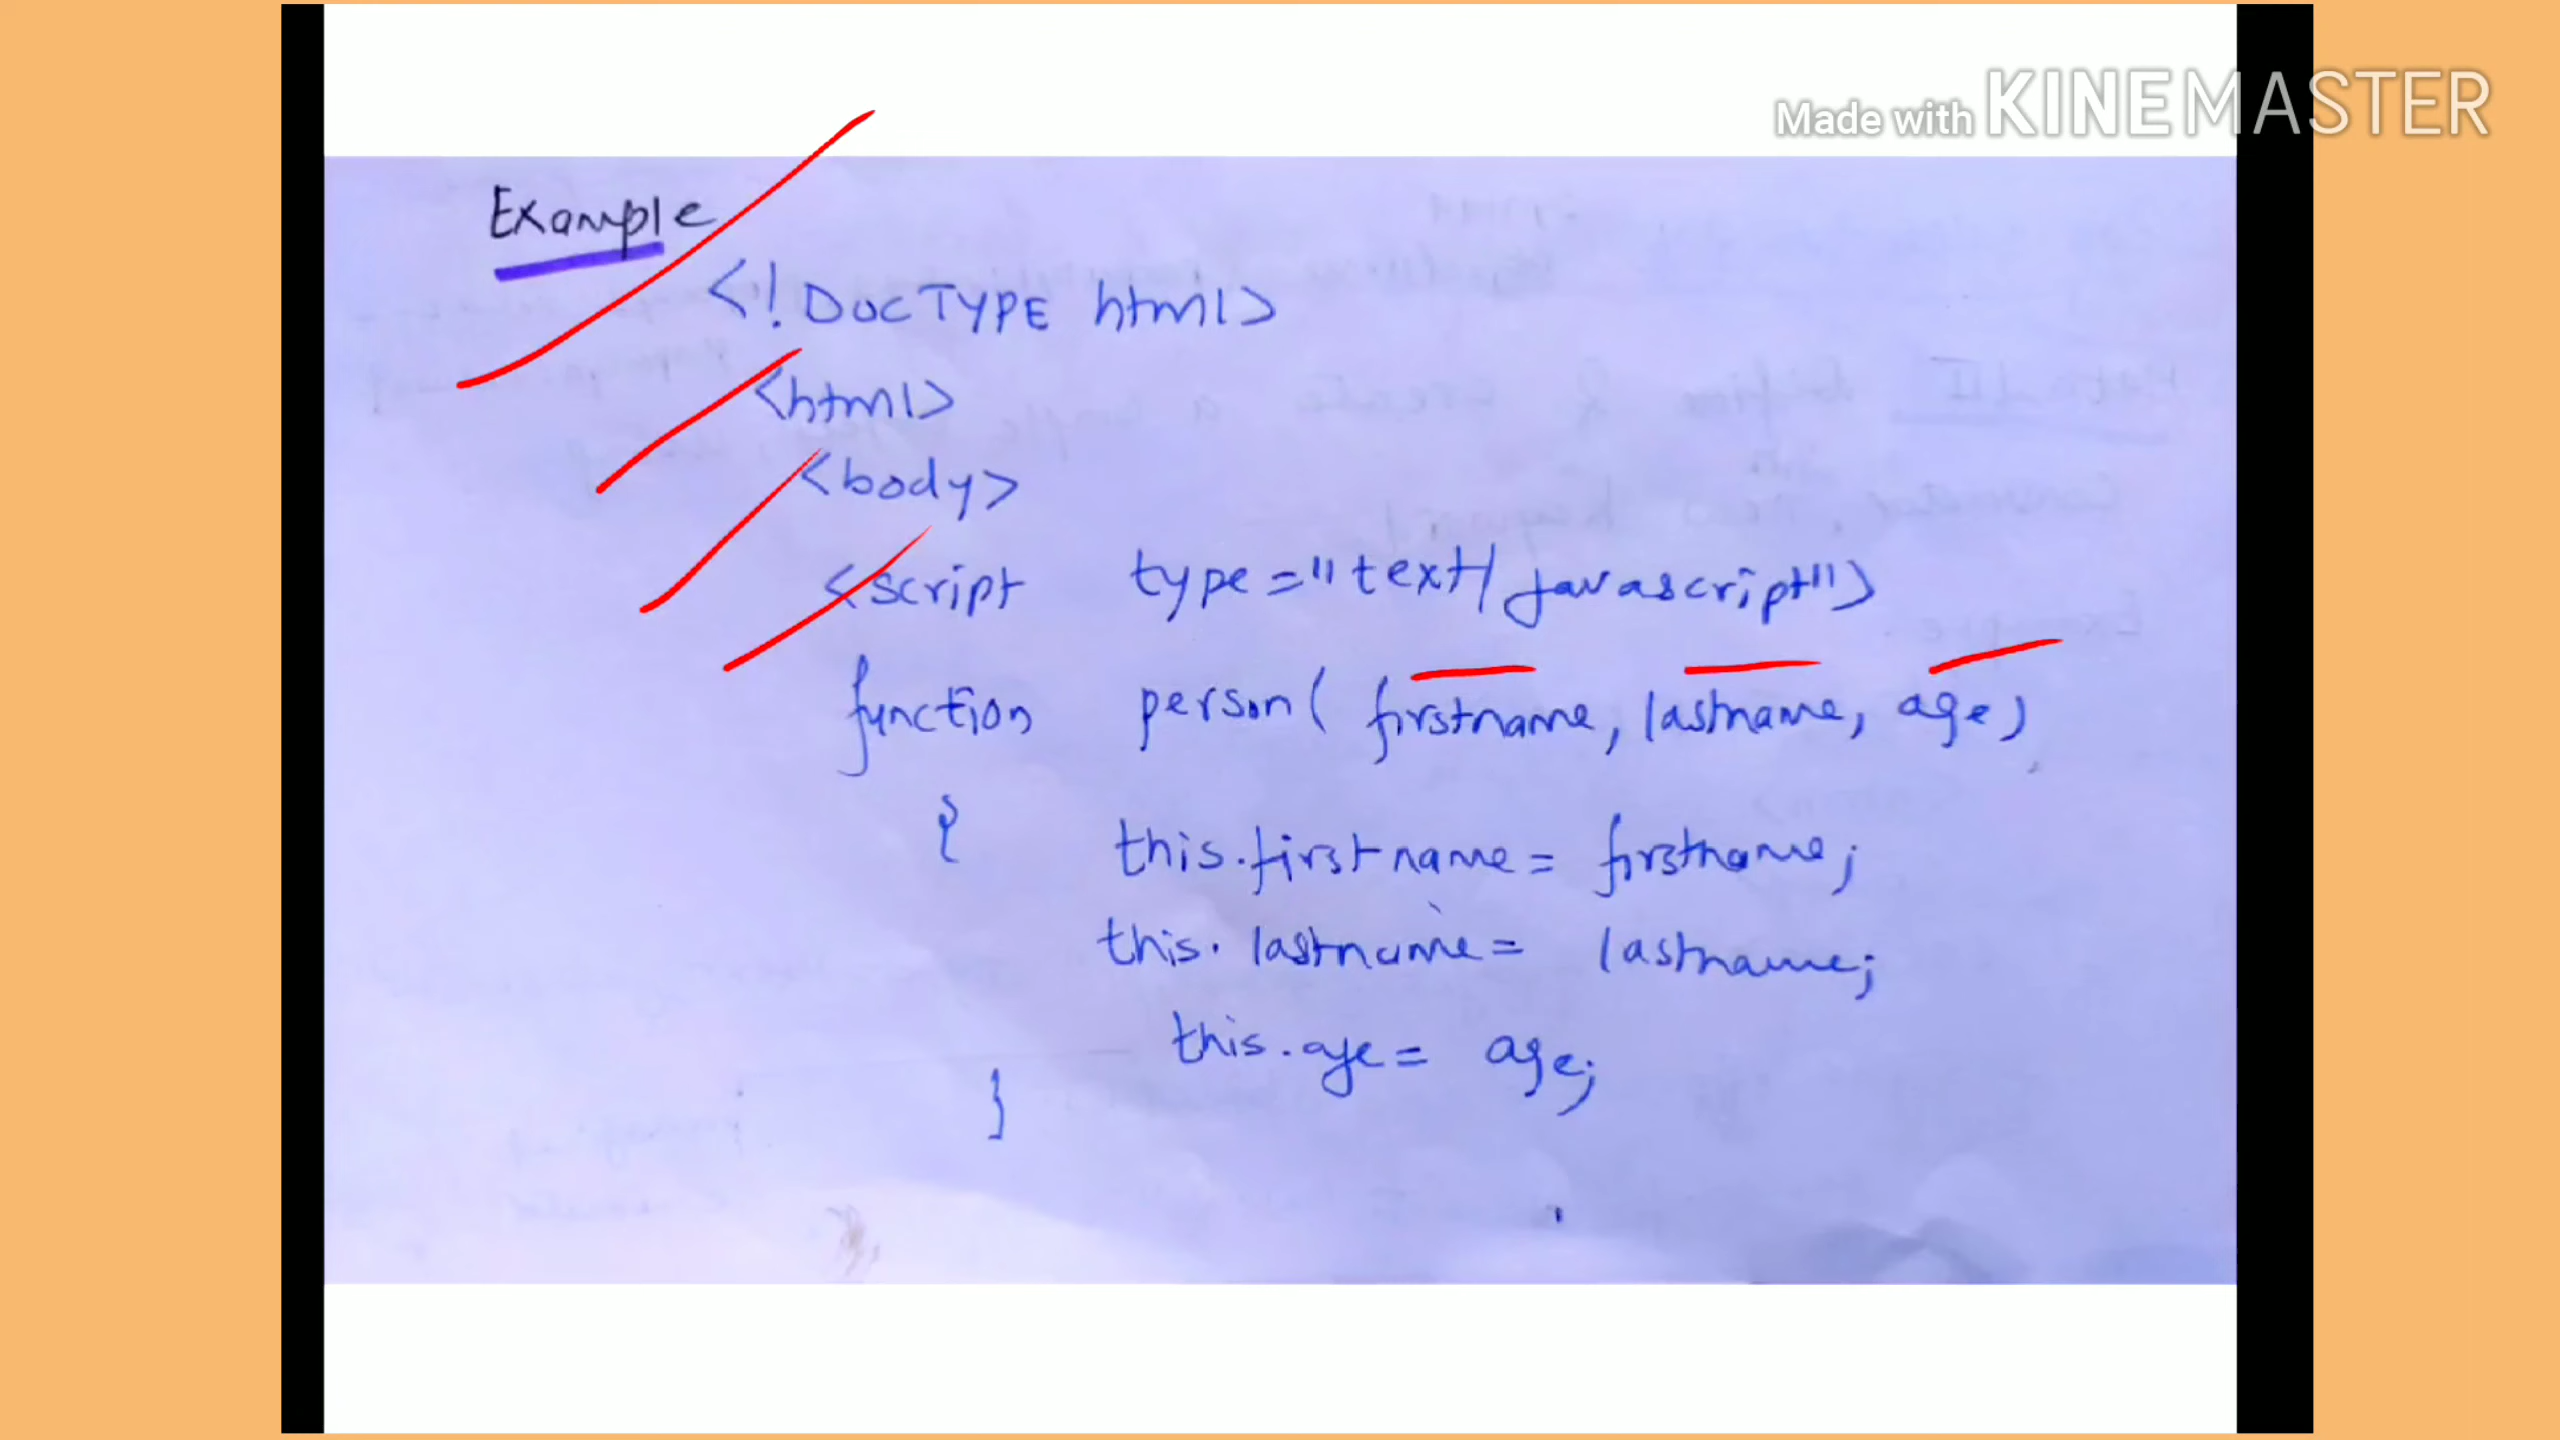 Made with KINEMASTER
Example
<!DOCTYPE html>
<html>
<body>
<script type="text/javascript">
function person( firstname, lastname, age)
{ this.firstname= firstname;
this. lastname= lastname;
this.age= age;
}